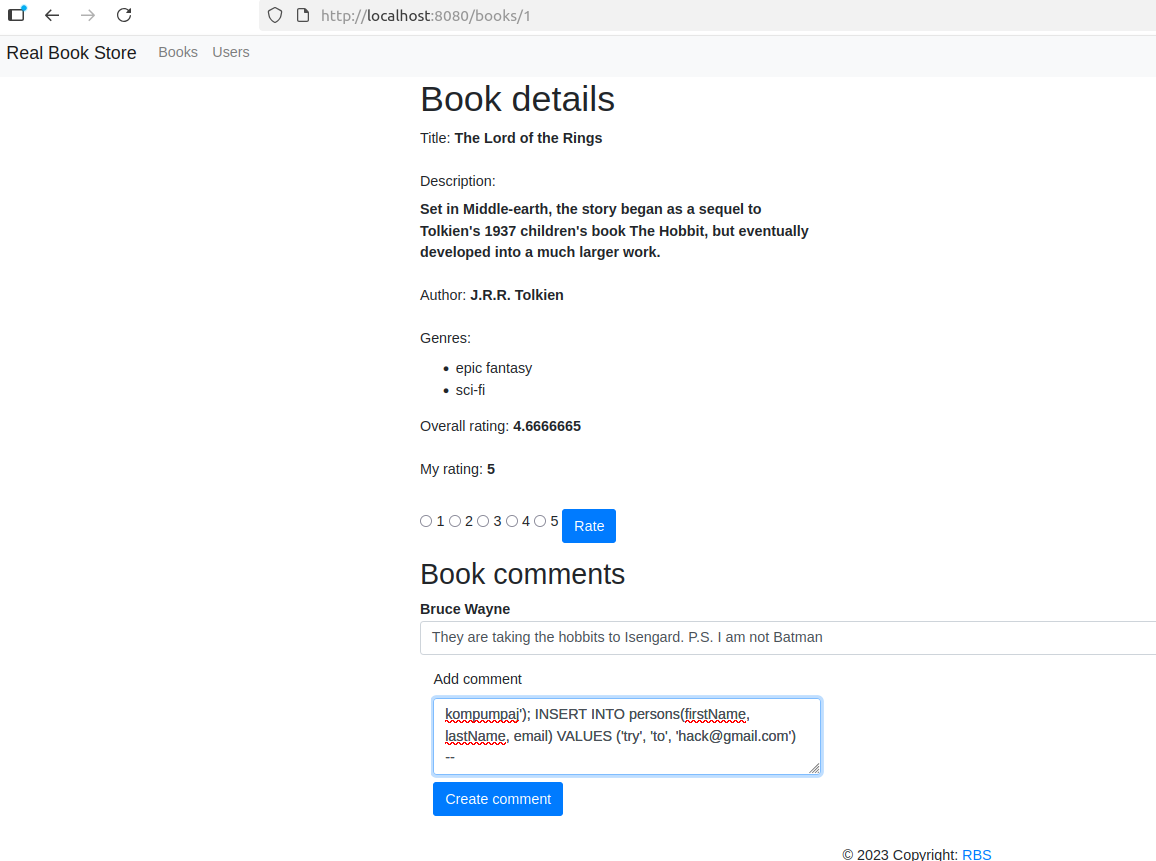 http://localhost:8080/books/1
Real Book Store Books Users
Book details
Title: The Lord of the Rings
Description:
Set in Middle-earth, the story began as a sequel to
Tolkien's 1937 children's book The Hobbit, but eventually
developed into a much larger work.
Author: J.R.R. Tolkien
Genres:
• epic fantasy
• sci-fi
Overall rating: 4.6666665
My rating: 5
1 2 3 4 5 Rate
Book comments
Bruce Wayne
They are taking the hobbits to Isengard. P.S. I am not Batman
Add comment
kompumpaj'); INSERT INTO persons(firstName,
lastName, email) VALUES ('try', 'to', 'hack@gmail.com')
--
Create comment
© 2023 Copyright: RBS